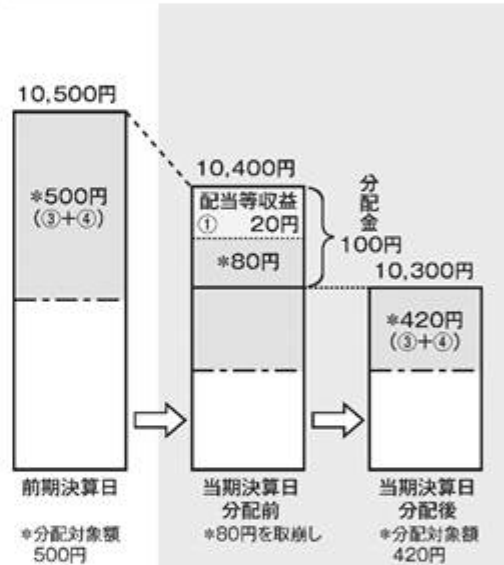 10,500円
*500円
(③+④)
前期決算日
*分配対象額
500円
10,400円
配当等収益
① 20円
*80円
分配金
100円
当期決算日
分配前
*80円を取崩し
10,300円
*420円
(③+④)
当期決算日
分配後
*分配対象額
420円